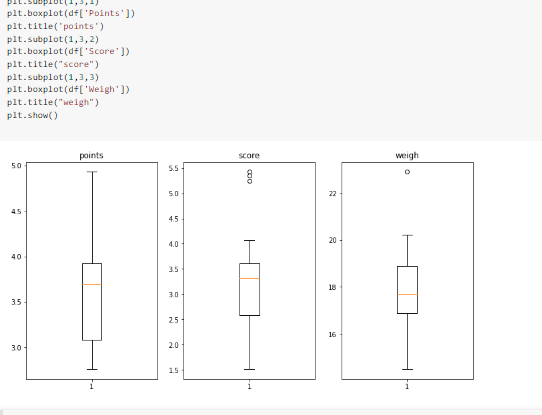 plt.subplot(1,3,1)
plt.boxplot(df['Points'])
plt.title('points')
plt.subplot(1,3,2)
plt.boxplot(df['Score'])
plt.title("score")
plt.subplot(1,3,3)
plt.boxplot(df['Weigh'])
plt.title("weigh")
plt.show()
points
5.0
4.5
4.0
3.5
3.0
1
score
5.5
5.0
4.5
4.0
3.5
3.0
2.5
2.0
1.5
1
weigh
22
20
18
16
1